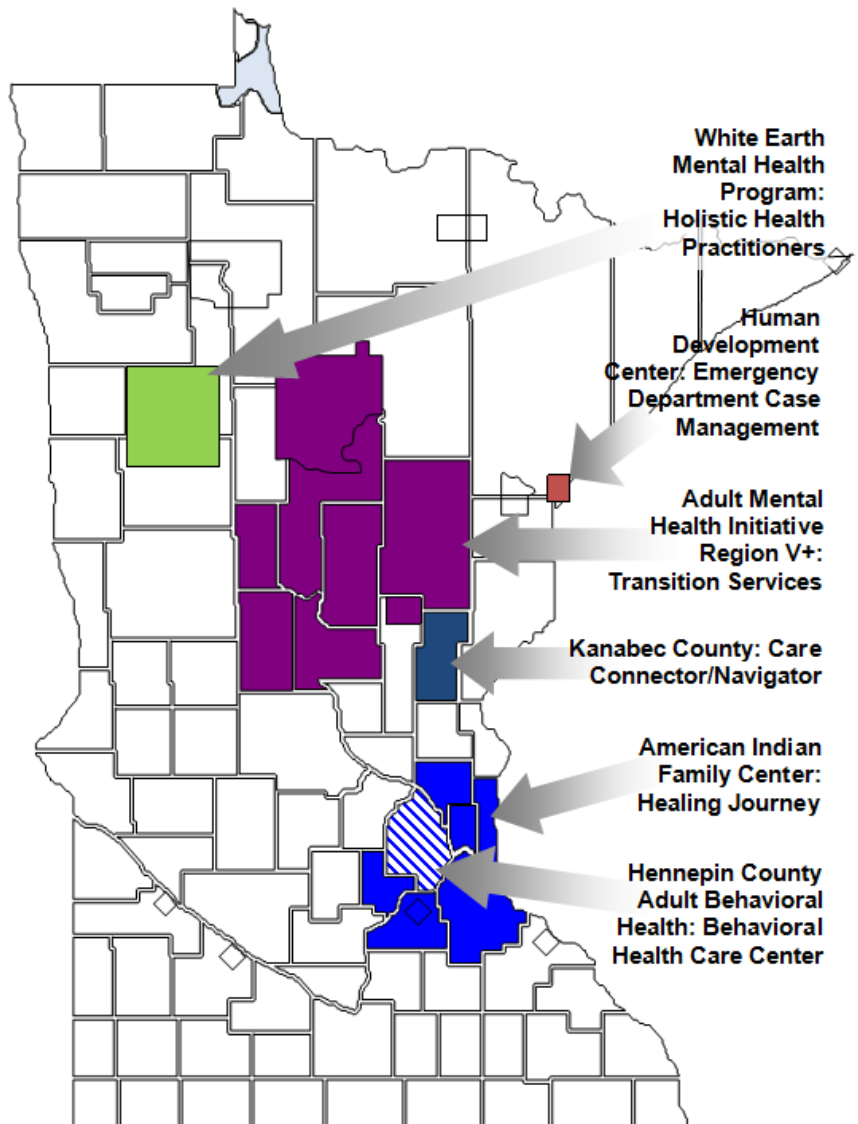 White Earth
Mental Health
Program:
Holistic Health
Practitioners
Human
Development
Center: Emergency
Department Case
Management
Adult Mental
Health Initiative
Region V+:
Transition Services
Kanabec County: Care
Connector/Navigator
American Indian
Family Center:
Healing Journey
Hennepin County
Adult Behavioral
Health: Behavioral
Health Care Center